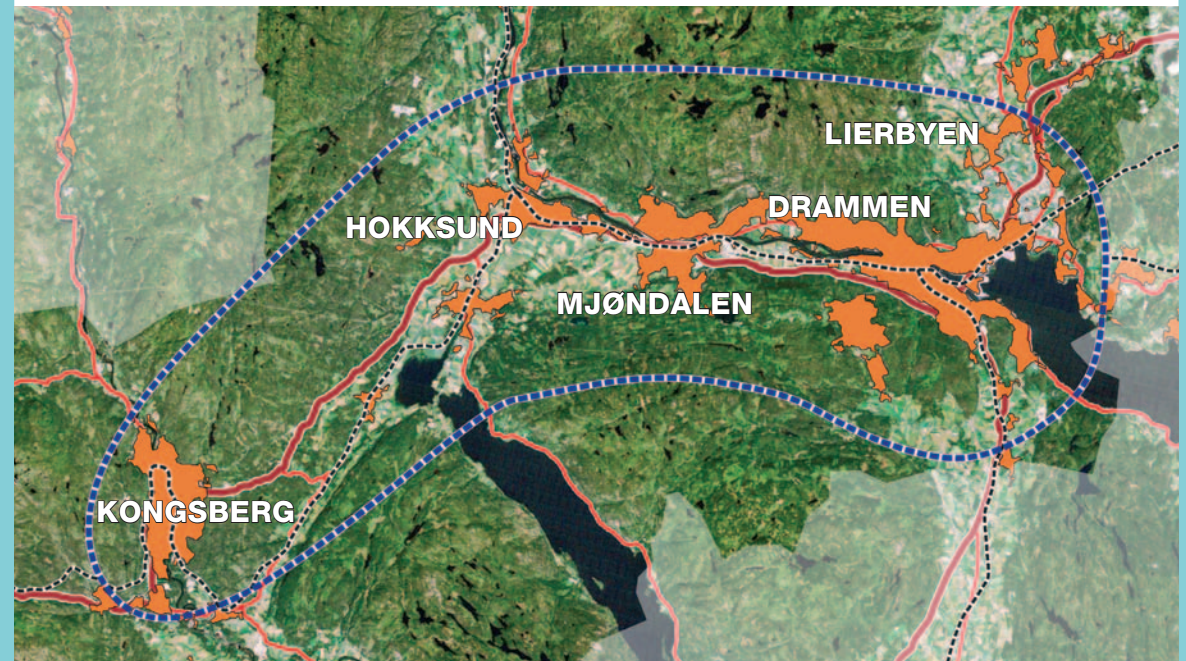 LIERBYEN
DRAMMEN
HOKKSUND
MJØNDALEN
KONGSBERG